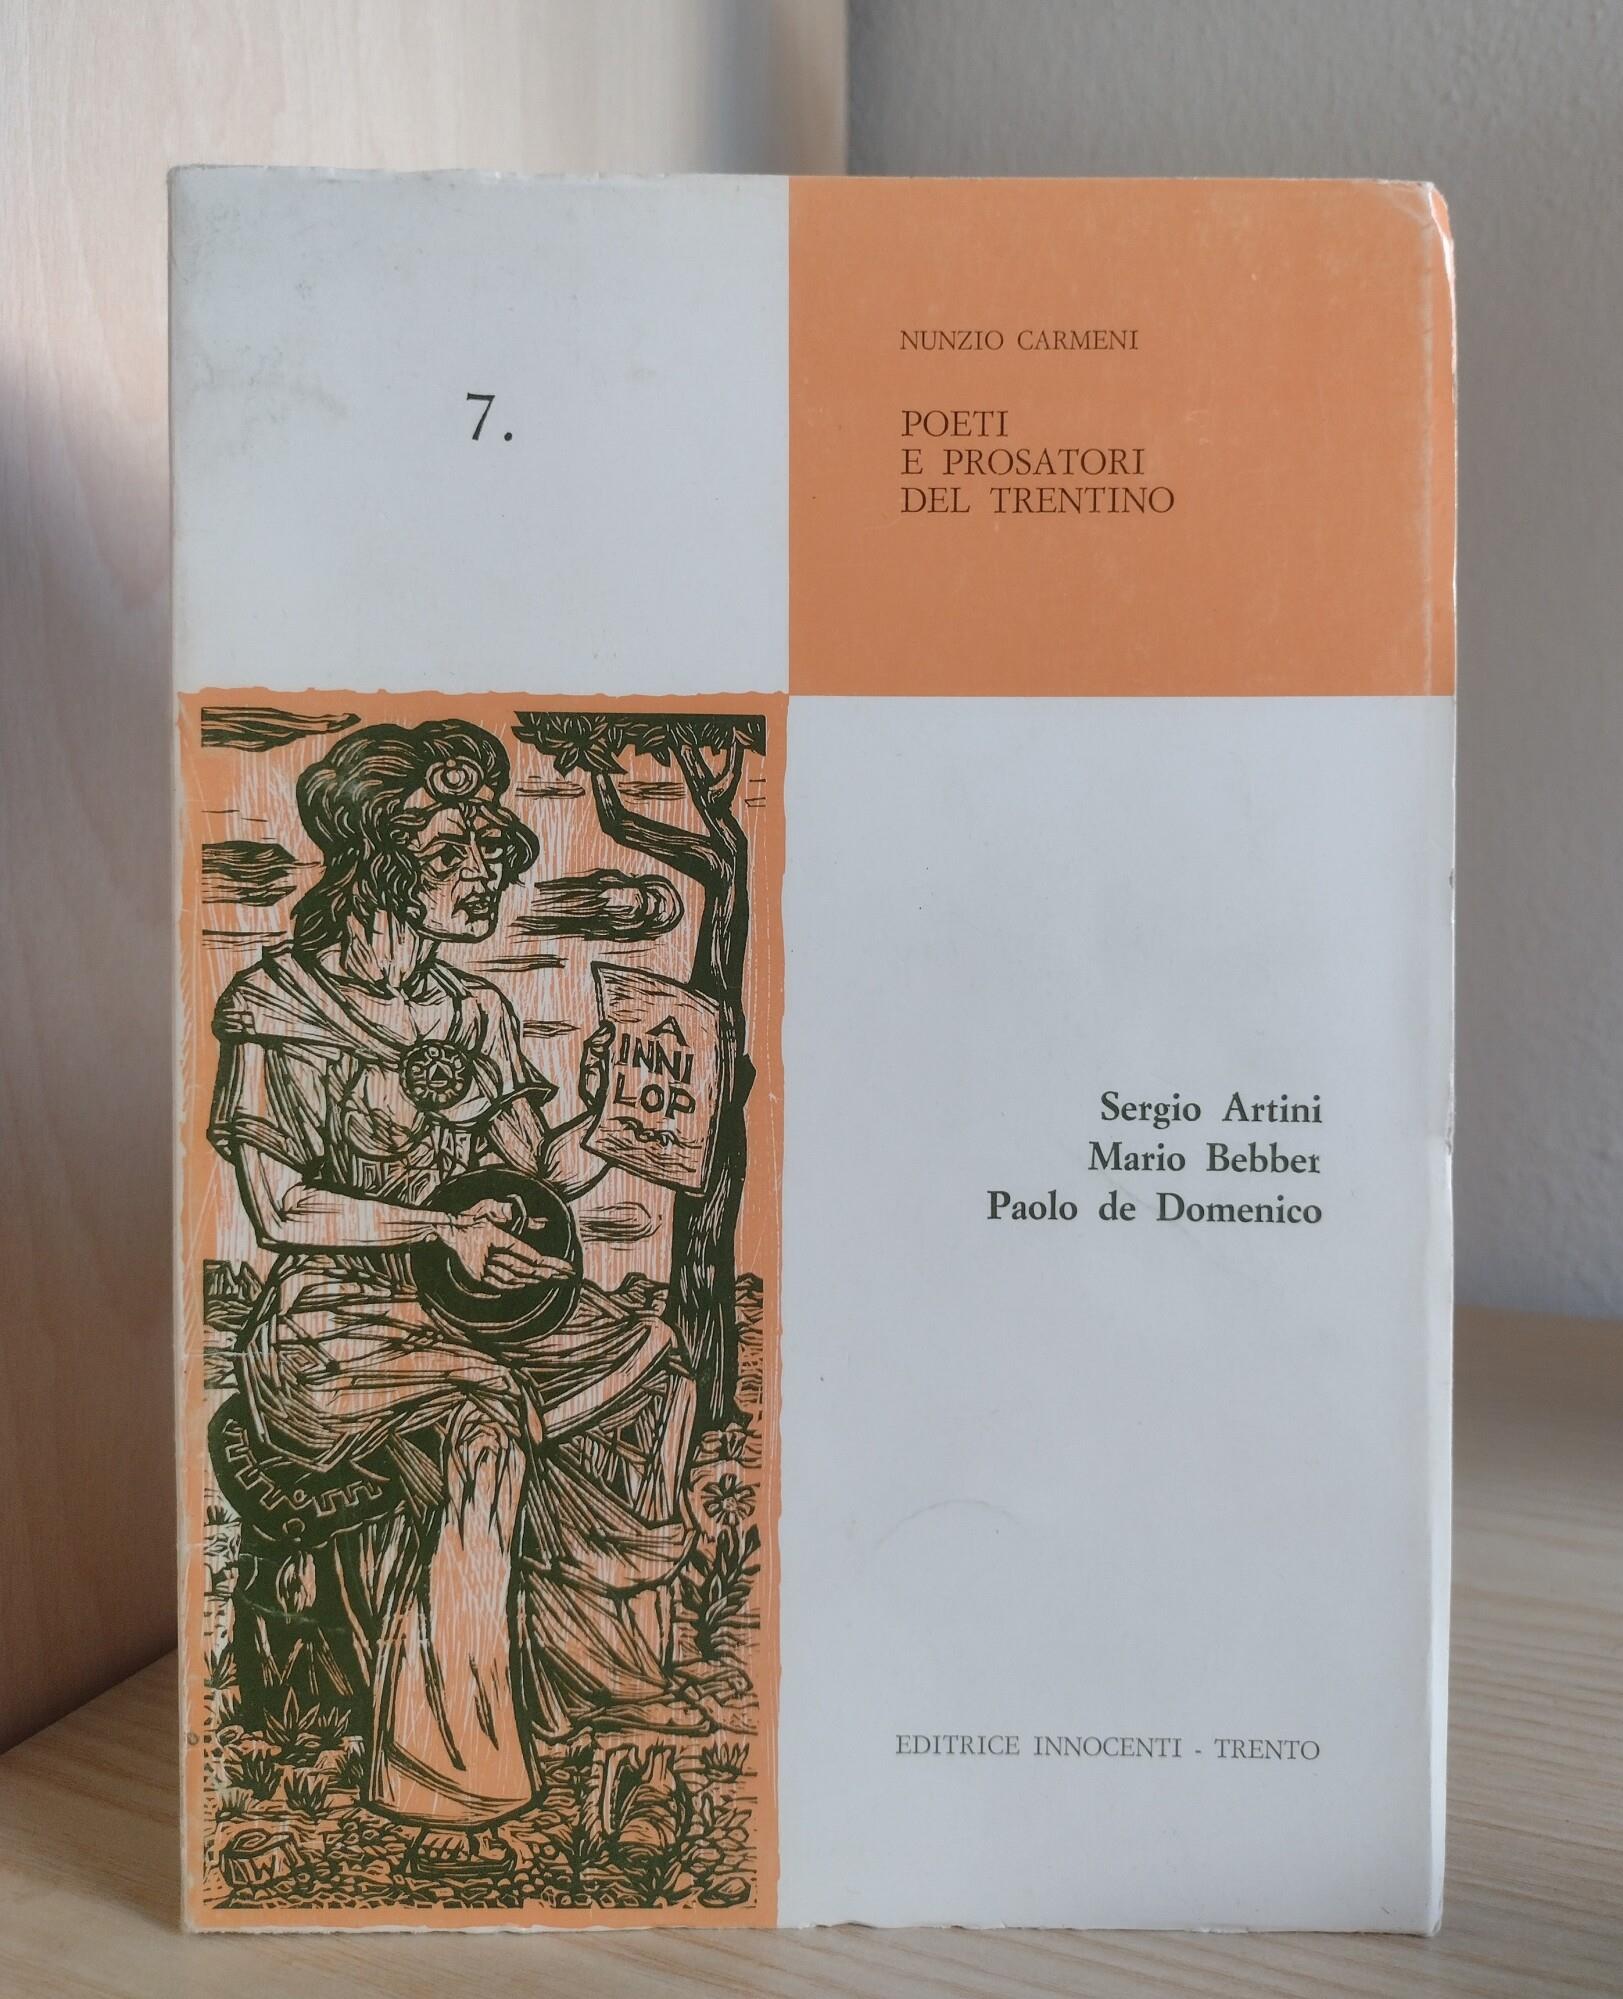 7.
NUNZIO CARMENI
POETI
E PROSATORI
DEL TRENTINO
A
INNI
LOP
Sergio Artini
Mario Bebber
Paolo de Domenico
EDITRICE INNOCENTI - TRENTO